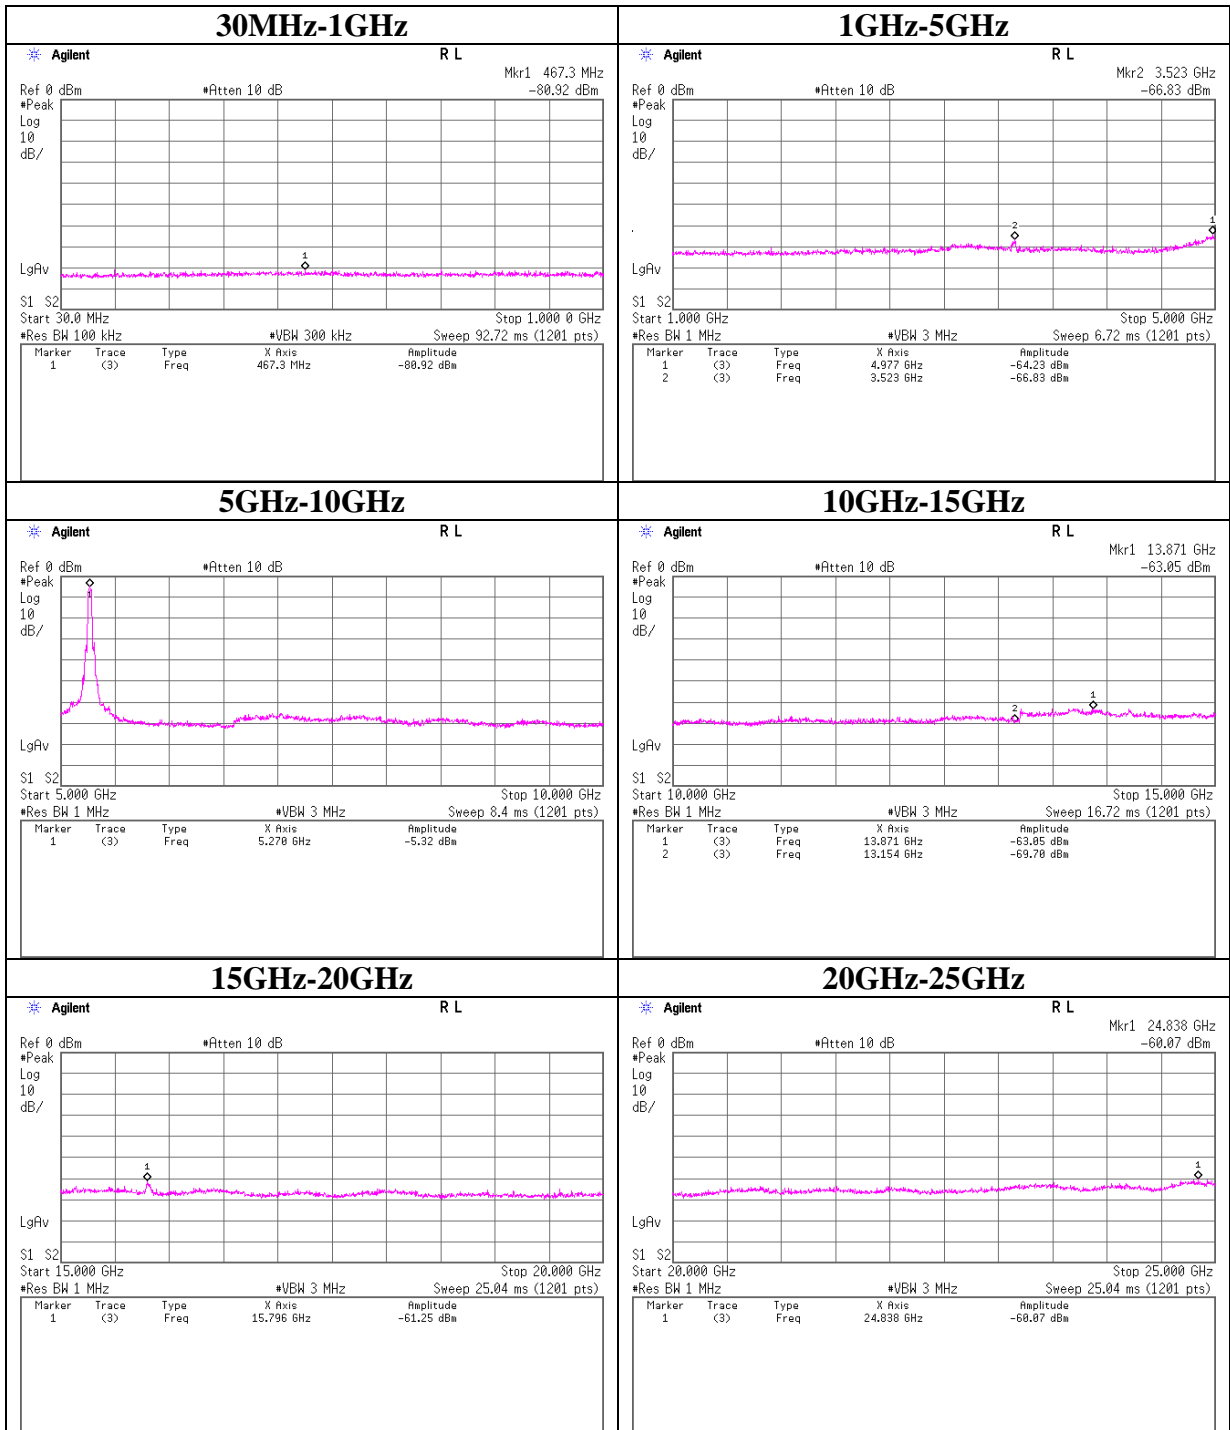 30MHz-1GHz
Agilent R L
Mkr1 467.3 MHz
Ref 0 dBm #Atten 10 dB -80.92 dBm
#Peak
Log
10
dB/
1
LgAv
S1 S2
Start 30.0 MHz Stop 1.000 0 GHz
#Res BW 100 kHz #VBW 300 kHz Sweep 92.72 ms (1201 pts)
Marker Trace Type X Axis Amplitude
1 (3) Freq 467.3 MHz -80.92 dBm
1GHz-5GHz
Agilent R L
Mkr2 3.523 GHz
Ref 0 dBm #Atten 10 dB -66.83 dBm
#Peak
Log
10
dB/
1
2
LgAv
S1 S2
Start 1.000 GHz Stop 5.000 GHz
#Res BW 1 MHz #VBW 3 MHz Sweep 6.72 ms (1201 pts)
Marker Trace Type X Axis Amplitude
1 (3) Freq 4.977 GHz -64.23 dBm
2 (3) Freq 3.523 GHz -66.83 dBm
5GHz-10GHz
Agilent R L
Ref 0 dBm #Atten 10 dB
#Peak
Log
10
dB/
1
LgAv
S1 S2
Start 5.000 GHz Stop 10.000 GHz
#Res BW 1 MHz #VBW 3 MHz Sweep 8.4 ms (1201 pts)
Marker Trace Type X Axis Amplitude
1 (3) Freq 5.270 GHz -5.32 dBm
10GHz-15GHz
Agilent R L
Mkr1 13.871 GHz
Ref 0 dBm #Atten 10 dB -63.05 dBm
#Peak
Log
10
dB/
1
2
LgAv
S1 S2
Start 10.000 GHz Stop 15.000 GHz
#Res BW 1 MHz #VBW 3 MHz Sweep 16.72 ms (1201 pts)
Marker Trace Type X Axis Amplitude
1 (3) Freq 13.871 GHz -63.05 dBm
2 (3) Freq 13.154 GHz -69.70 dBm
15GHz-20GHz
Agilent R L
Ref 0 dBm #Atten 10 dB
#Peak
Log
10
dB/
1
LgAv
S1 S2
Start 15.000 GHz Stop 20.000 GHz
#Res BW 1 MHz #VBW 3 MHz Sweep 25.04 ms (1201 pts)
Marker Trace Type X Axis Amplitude
1 (3) Freq 15.796 GHz -61.25 dBm
20GHz-25GHz
Agilent R L
Mkr1 24.838 GHz
Ref 0 dBm #Atten 10 dB -60.07 dBm
#Peak
Log
10
dB/
1
LgAv
S1 S2
Start 20.000 GHz Stop 25.000 GHz
#Res BW 1 MHz #VBW 3 MHz Sweep 25.04 ms (1201 pts)
Marker Trace Type X Axis Amplitude
1 (3) Freq 24.838 GHz -60.07 dBm